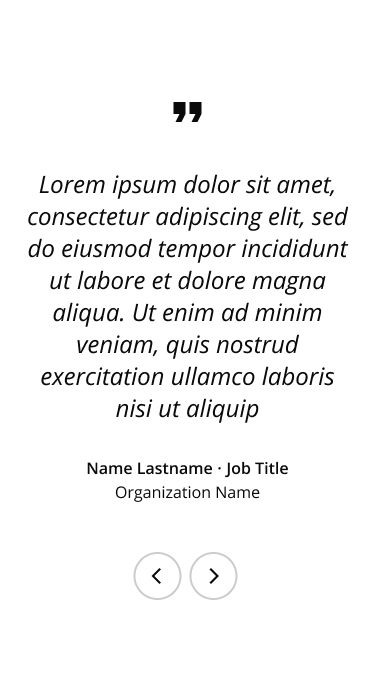 ”
Lorem ipsum dolor sit amet,
consectetur adipiscing elit, sed
do eiusmod tempor incididunt
ut labore et dolore magna
aliqua. Ut enim ad minim
veniam, quis nostrud
exercitation ullamco laboris
nisi ut aliquip
Name Lastname · Job Title
Organization Name